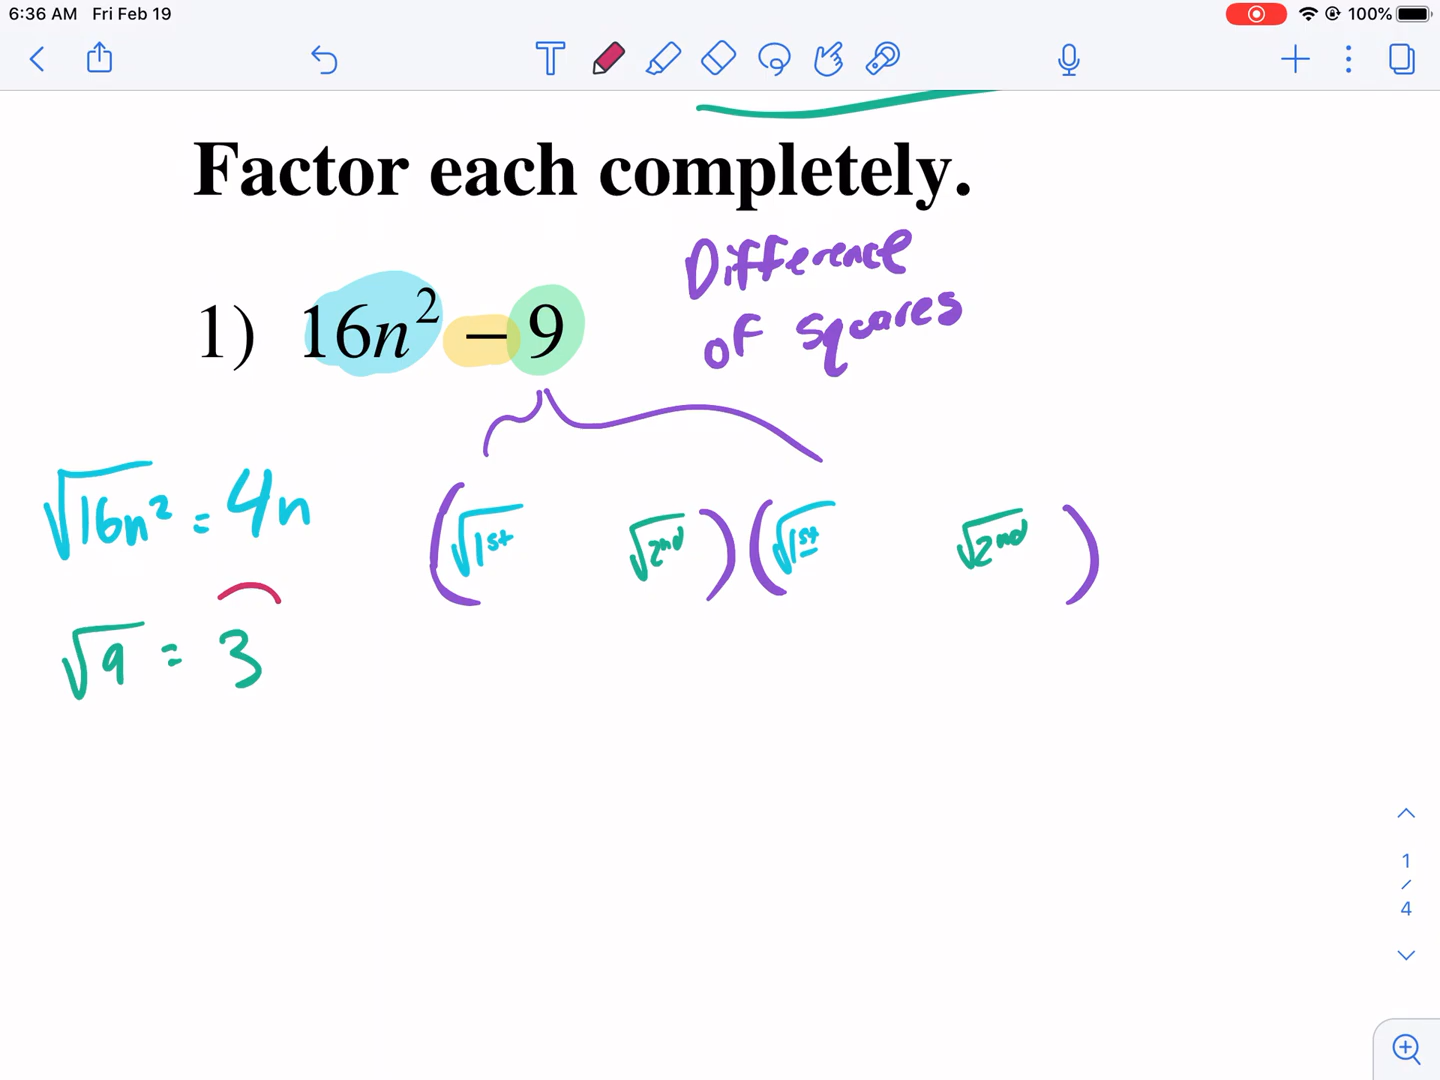 6:36 AM Fri Feb 19 100%
Factor each completely.
Difference
of squares
1) 16n² − 9
√16n² = 4n
(√1st √2nd)(√1st √2nd)
√9 = 3
1
/
4